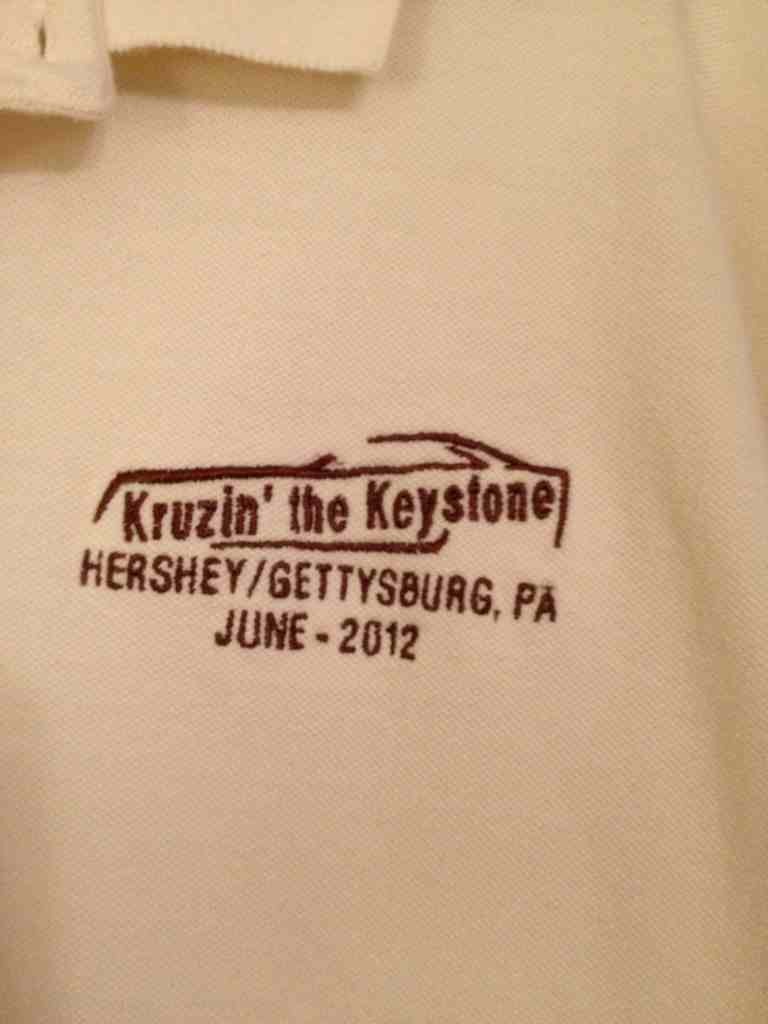 Kruzin' the Keystone
HERSHEY/GETTYSBURG, PA
JUNE - 2012